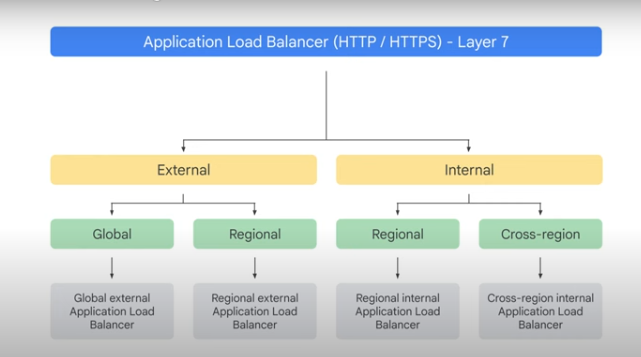 Application Load Balancer (HTTP / HTTPS) - Layer 7
External
Internal
Global
Regional
Regional
Cross-region
Global external
Application Load
Balancer
Regional external
Application Load
Balancer
Regional internal
Application Load
Balancer
Cross-region internal
Application Load
Balancer